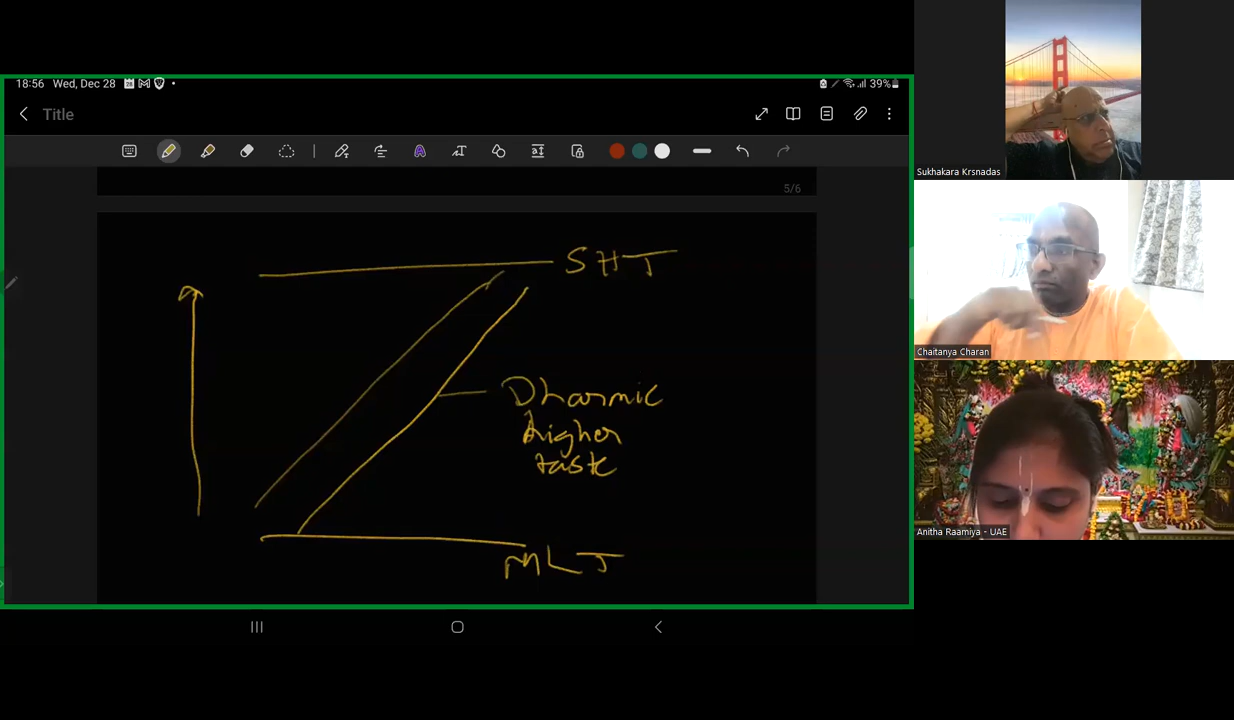 18:56 Wed, Dec 28
39%
Title
5/6
SHT
Dharmic
higher
taste
MLT
Sukhakara Krsnadas
Chaitanya Charan
Anitha Raamiya - UAE